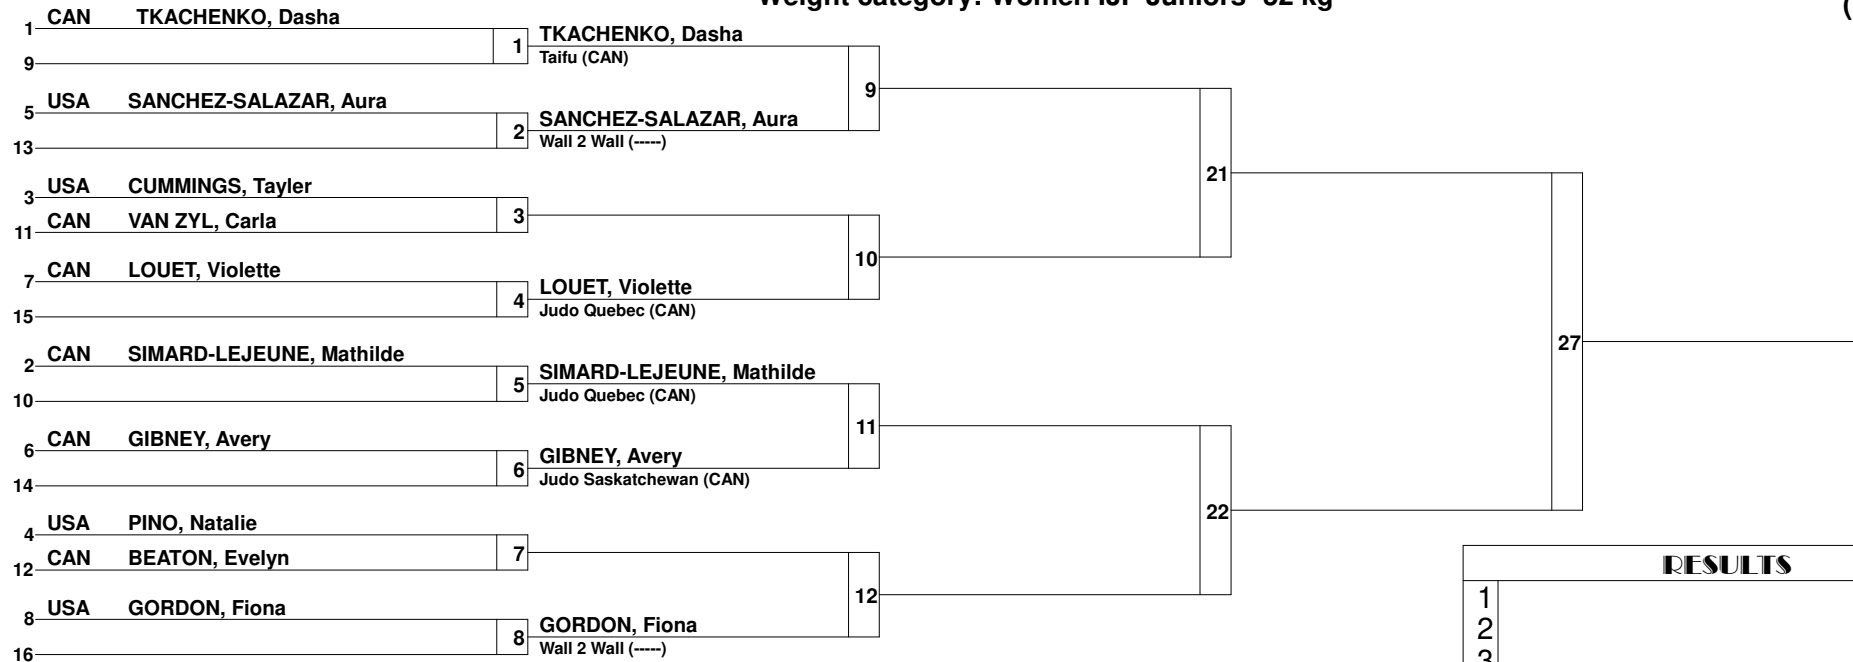 Weight category: Women IJF Juniors -52 kg
(
1 CAN TKACHENKO, Dasha
9
1
TKACHENKO, Dasha
Taifu (CAN)
5 USA SANCHEZ-SALAZAR, Aura
13
2
SANCHEZ-SALAZAR, Aura
Wall 2 Wall (-----)
9
3 USA CUMMINGS, Tayler
11 CAN VAN ZYL, Carla
3
7 CAN LOUET, Violette
15
4
LOUET, Violette
Judo Quebec (CAN)
10
21
2 CAN SIMARD-LEJEUNE, Mathilde
10
5
SIMARD-LEJEUNE, Mathilde
Judo Quebec (CAN)
6 CAN GIBNEY, Avery
14
6
GIBNEY, Avery
Judo Saskatchewan (CAN)
11
4 USA PINO, Natalie
12 CAN BEATON, Evelyn
7
8 USA GORDON, Fiona
16
8
GORDON, Fiona
Wall 2 Wall (-----)
12
22
27
RESULTS
1
2
3